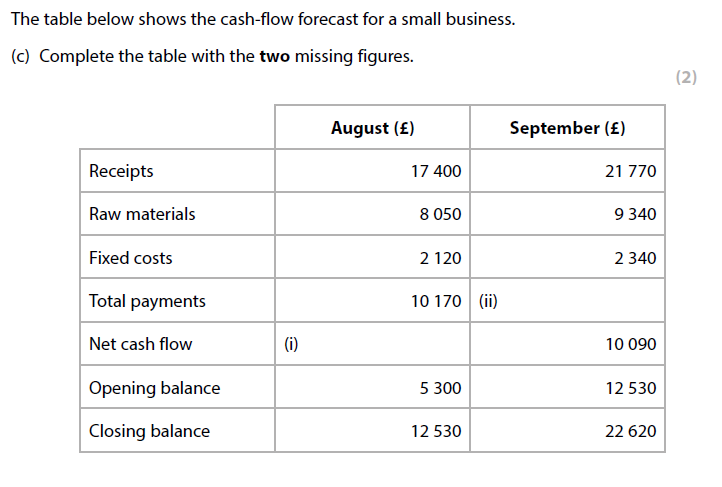 The table below shows the cash-flow forecast for a small business.
(c) Complete the table with the two missing figures.
(2)
August (£) September (£)
Receipts 17 400 21 770
Raw materials 8 050 9 340
Fixed costs 2 120 2 340
Total payments 10 170 (ii)
Net cash flow (i) 10 090
Opening balance 5 300 12 530
Closing balance 12 530 22 620